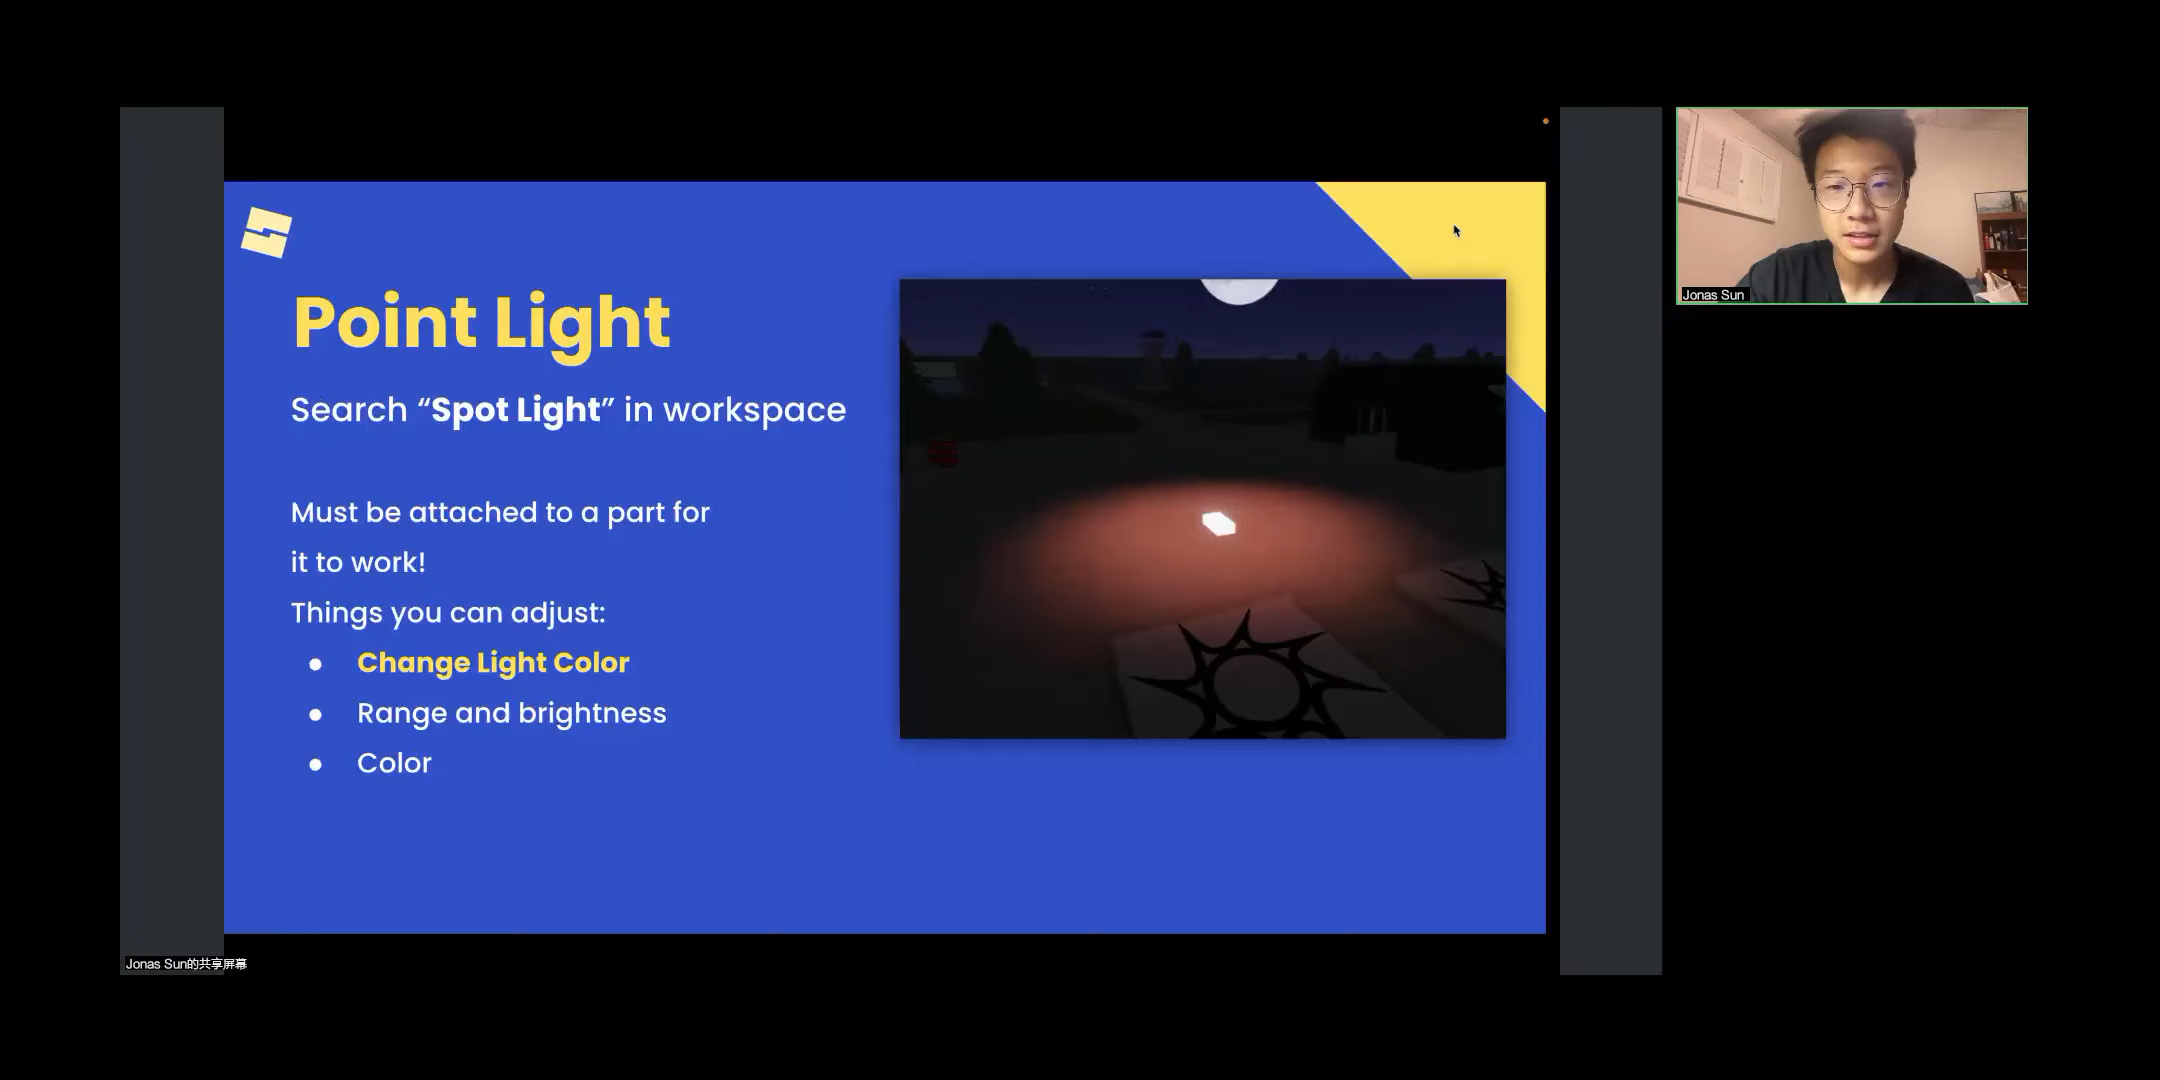 Point Light
Search “Spot Light” in workspace
Must be attached to a part for
it to work!
Things you can adjust:
● Change Light Color
● Range and brightness
● Color
Jonas Sun
Jonas Sun的共享屏幕